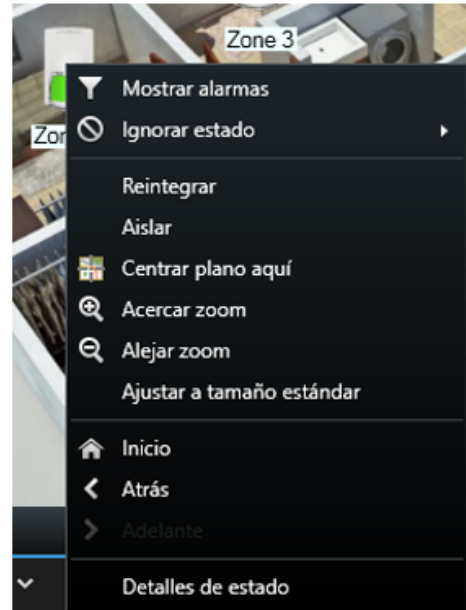 Zone 3
Zon
Mostrar alarmas
Ignorar estado
Reintegrar
Aislar
Centrar plano aquí
Acercar zoom
Alejar zoom
Ajustar a tamaño estándar
Inicio
Atrás
Adelante
Detalles de estado